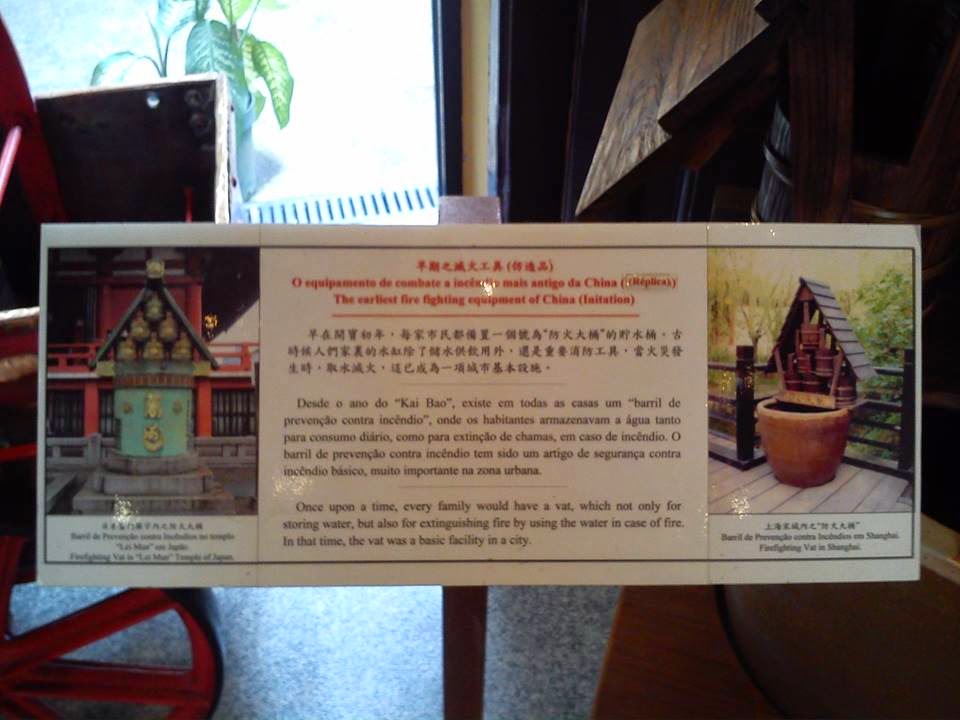 早期之滅火工具 (仿造品)
O equipamento de combate a incêndio mais antigo da China (Réplica)
The earliest fire fighting equipment of China (Initation)
早在開寶初年，每家市民都備置一個號為"防火大桶"的貯水桶。古
時候人們家裏的水缸除了儲水供飲用外，還是重要消防工具，當火災發
生時，取水滅火，這已成為一項城市基本設施。
Desde o ano do “Kai Bao”, existe em todas as casas um “barril de
prevenção contra incêndio”, onde os habitantes armazenavam a água tanto
para consumo diário, como para extinção de chamas, em caso de incêndio. O
barril de prevenção contra incêndio tem sido um artigo de segurança contra
incêndio básico, muito importante na zona urbana.
Once upon a time, every family would have a vat, which not only for
storing water, but also for extinguishing fire by using the water in case of fire.
In that time, the vat was a basic facility in a city.
門寺內之防火大桶
Barril de Prevenção contra Incêndios no templo
“Lei Mun” em Japão.
Firefighting Vat in “Lei Mun” Temple of Japan.
上海家城內之"防火大桶"
Barril de Prevenção contra Incêndios em Shanghai.
Firefighting Vat in Shanghai.